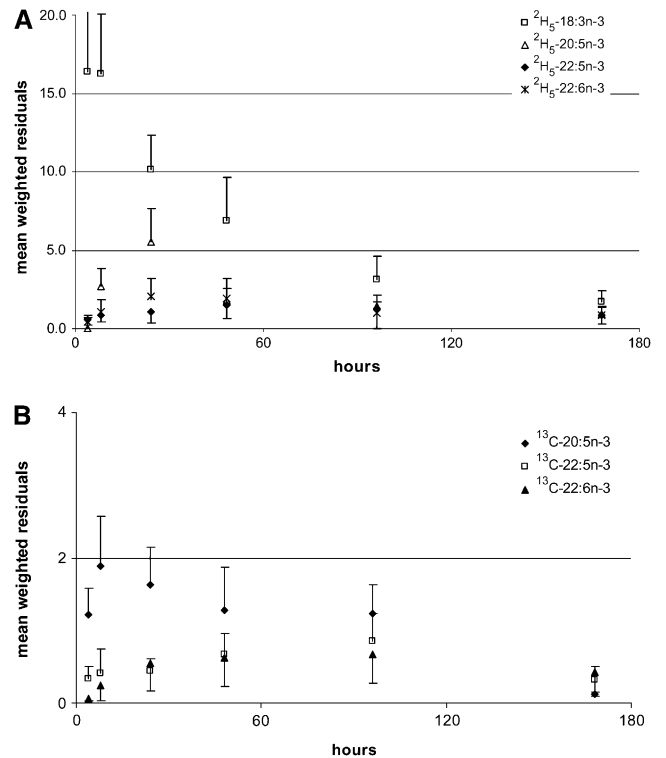 A
mean weighted residuals
20.0
15.0
10.0
5.0
0.0
²H₅-18:3n-3
²H₅-20:5n-3
²H₅-22:5n-3
²H₅-22:6n-3
0
60
120
180
hours
B
mean weighted residuals
4
2
0
¹³C-20:5n-3
¹³C-22:5n-3
¹³C-22:6n-3
0
60
120
180
hours